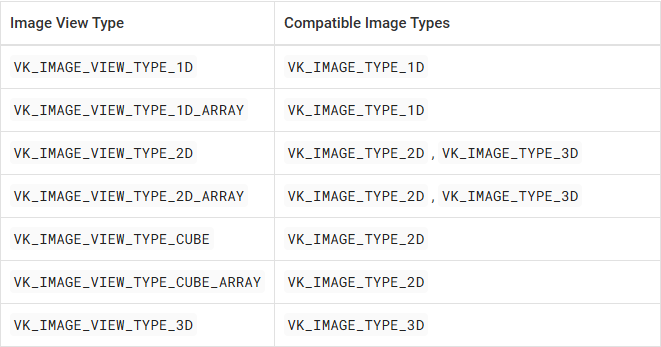 Image View Type Compatible Image Types
VK_IMAGE_VIEW_TYPE_1D VK_IMAGE_TYPE_1D
VK_IMAGE_VIEW_TYPE_1D_ARRAY VK_IMAGE_TYPE_1D
VK_IMAGE_VIEW_TYPE_2D VK_IMAGE_TYPE_2D , VK_IMAGE_TYPE_3D
VK_IMAGE_VIEW_TYPE_2D_ARRAY VK_IMAGE_TYPE_2D , VK_IMAGE_TYPE_3D
VK_IMAGE_VIEW_TYPE_CUBE VK_IMAGE_TYPE_2D
VK_IMAGE_VIEW_TYPE_CUBE_ARRAY VK_IMAGE_TYPE_2D
VK_IMAGE_VIEW_TYPE_3D VK_IMAGE_TYPE_3D